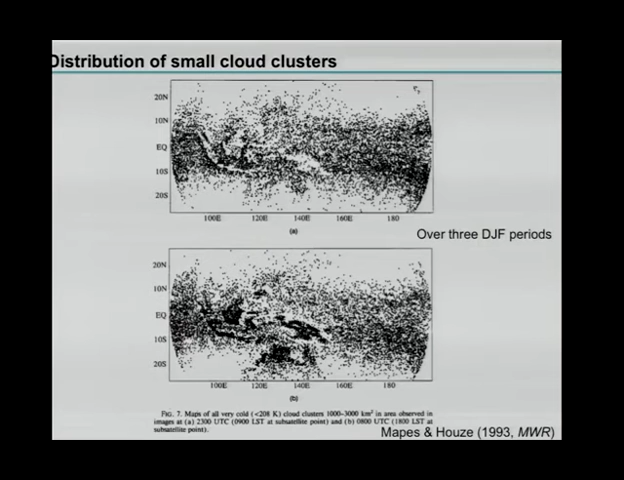 Distribution of small cloud clusters
20N
10N
EQ
10S
20S
100E 120E 140E 160E 180
(a)
Over three DJF periods
20N
10N
EQ
10S
20S
100E 120E 140E 160E 180
(b)
FIG. 7. Maps of all very cold (<208 K) cloud clusters 1000–3000 km² in area observed in
images at (a) 2300 UTC (0900 LST at subsatellite point) and (b) 0800 UTC (1800 LST at
subsatellite point).
Mapes & Houze (1993, MWR)